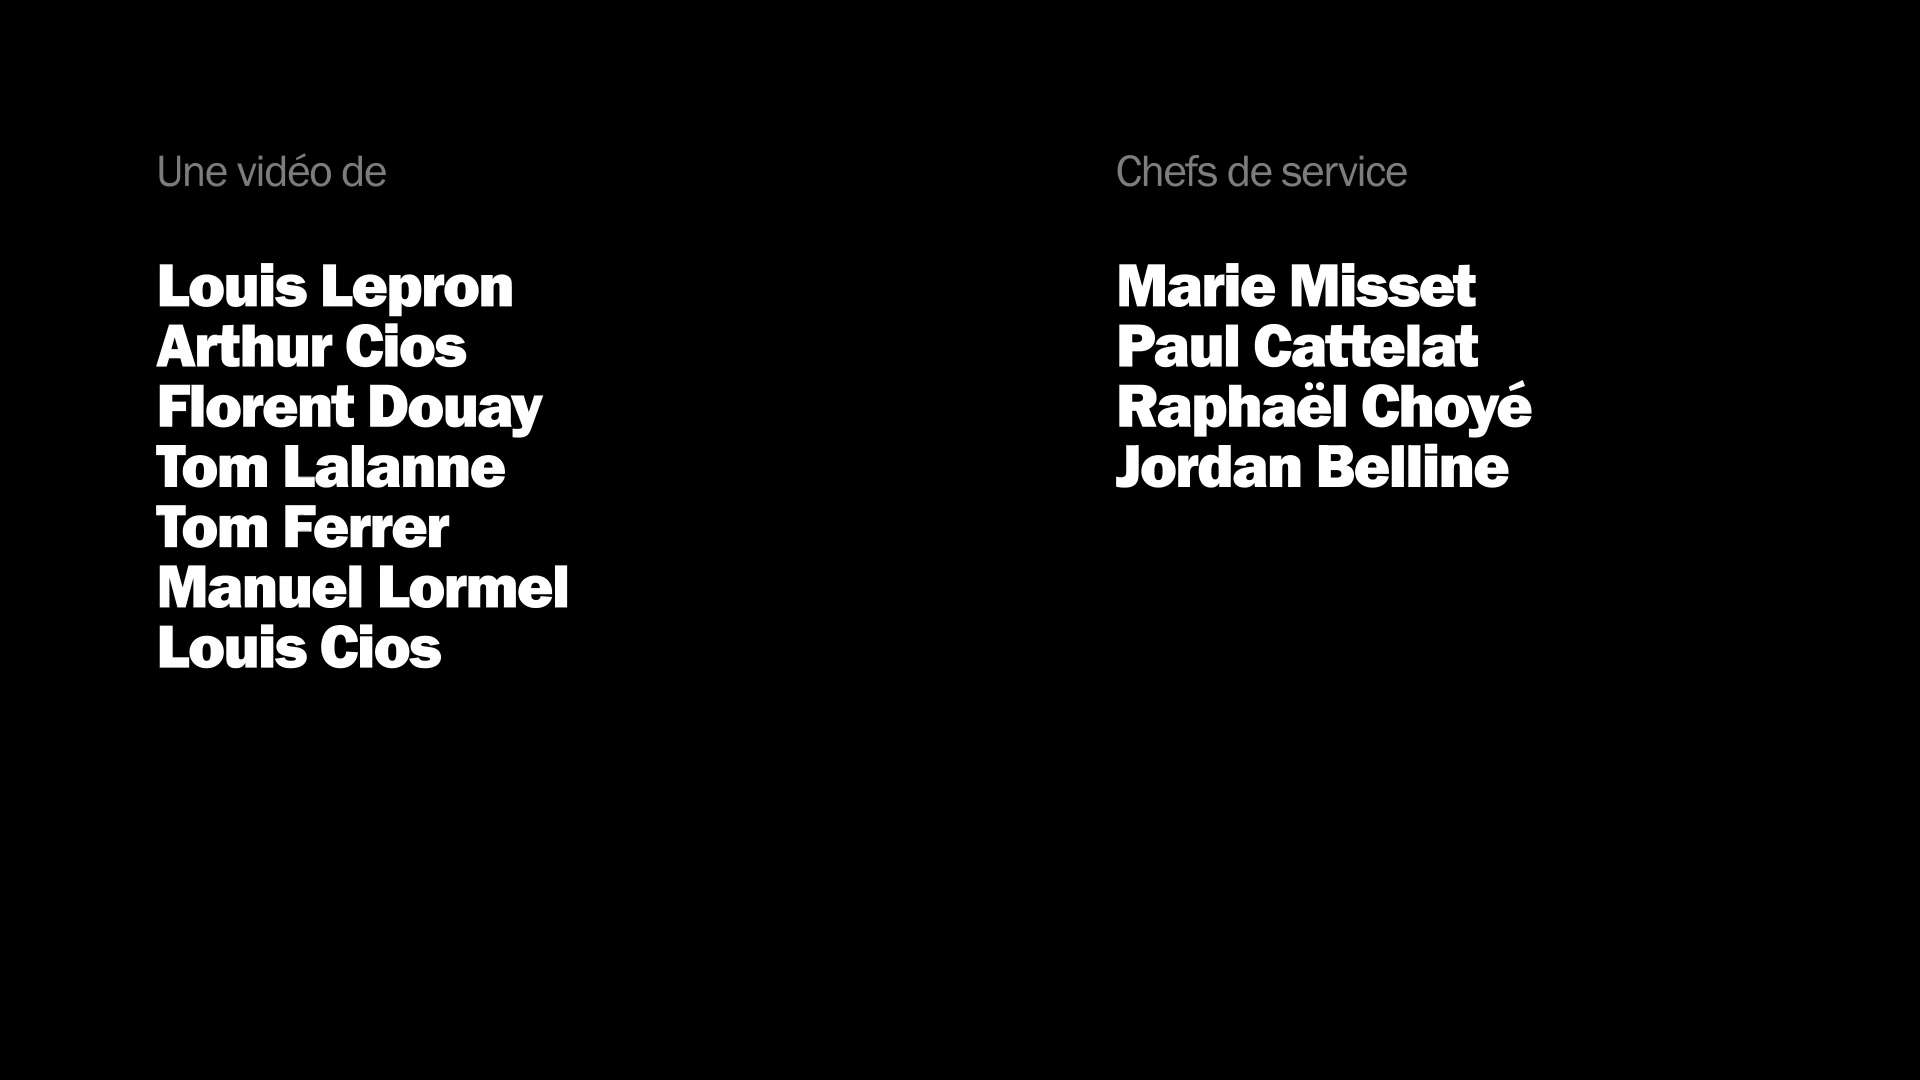 Une vidéo de
Louis Lepron
Arthur Cios
Florent Douay
Tom Lalanne
Tom Ferrer
Manuel Lormel
Louis Cios
Chefs de service
Marie Misset
Paul Cattelat
Raphaël Choyé
Jordan Belline